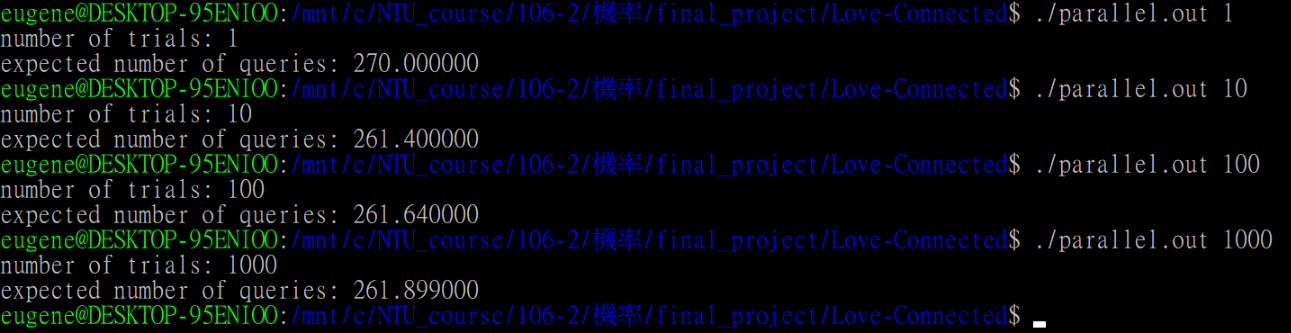 eugene@DESKTOP-95ENIOO:/mnt/c/NTU_course/106-2/機率/final_project/Love-Connected$ ./parallel.out 1
number of trials: 1
expected number of queries: 270.000000
eugene@DESKTOP-95ENIOO:/mnt/c/NTU_course/106-2/機率/final_project/Love-Connected$ ./parallel.out 10
number of trials: 10
expected number of queries: 261.400000
eugene@DESKTOP-95ENIOO:/mnt/c/NTU_course/106-2/機率/final_project/Love-Connected$ ./parallel.out 100
number of trials: 100
expected number of queries: 261.640000
eugene@DESKTOP-95ENIOO:/mnt/c/NTU_course/106-2/機率/final_project/Love-Connected$ ./parallel.out 1000
number of trials: 1000
expected number of queries: 261.899000
eugene@DESKTOP-95ENIOO:/mnt/c/NTU_course/106-2/機率/final_project/Love-Connected$